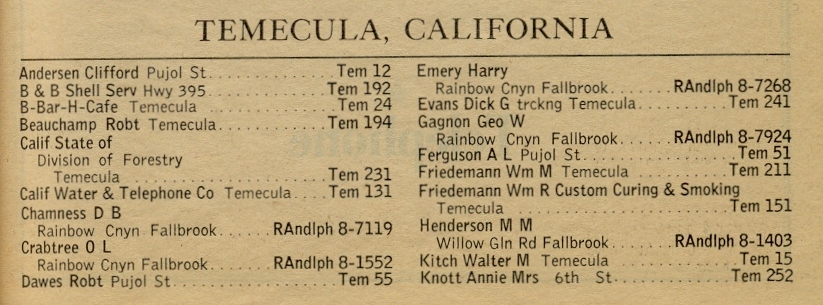 TEMECULA, CALIFORNIA
Andersen Clifford Pujol St............Tem 12
B & B Shell Serv Hwy 395............Tem 192
B-Bar-H-Cafe Temecula............Tem 24
Beauchamp Robt Temecula............Tem 194
Calif State of
Division of Forestry
Temecula............Tem 231
Calif Water & Telephone Co Temecula....Tem 131
Chamness D B
Rainbow Cnyn Fallbrook.......RAndlph 8-7119
Crabtree O L
Rainbow Cnyn Fallbrook.......RAndlph 8-1552
Dawes Robt Pujol St............Tem 55
Emery Harry
Rainbow Cnyn Fallbrook.......RAndlph 8-7268
Evans Dick G trckng Temecula............Tem 241
Gagnon Geo W
Rainbow Cnyn Fallbrook.......RAndlph 8-7924
Ferguson A L Pujol St............Tem 51
Friedemann Wm M Temecula............Tem 211
Friedemann Wm R Custom Curing & Smoking
Temecula............Tem 151
Henderson M M
Willow Gln Rd Fallbrook.......RAndlph 8-1403
Kitch Walter M Temecula............Tem 15
Knott Annie Mrs 6th St............Tem 252